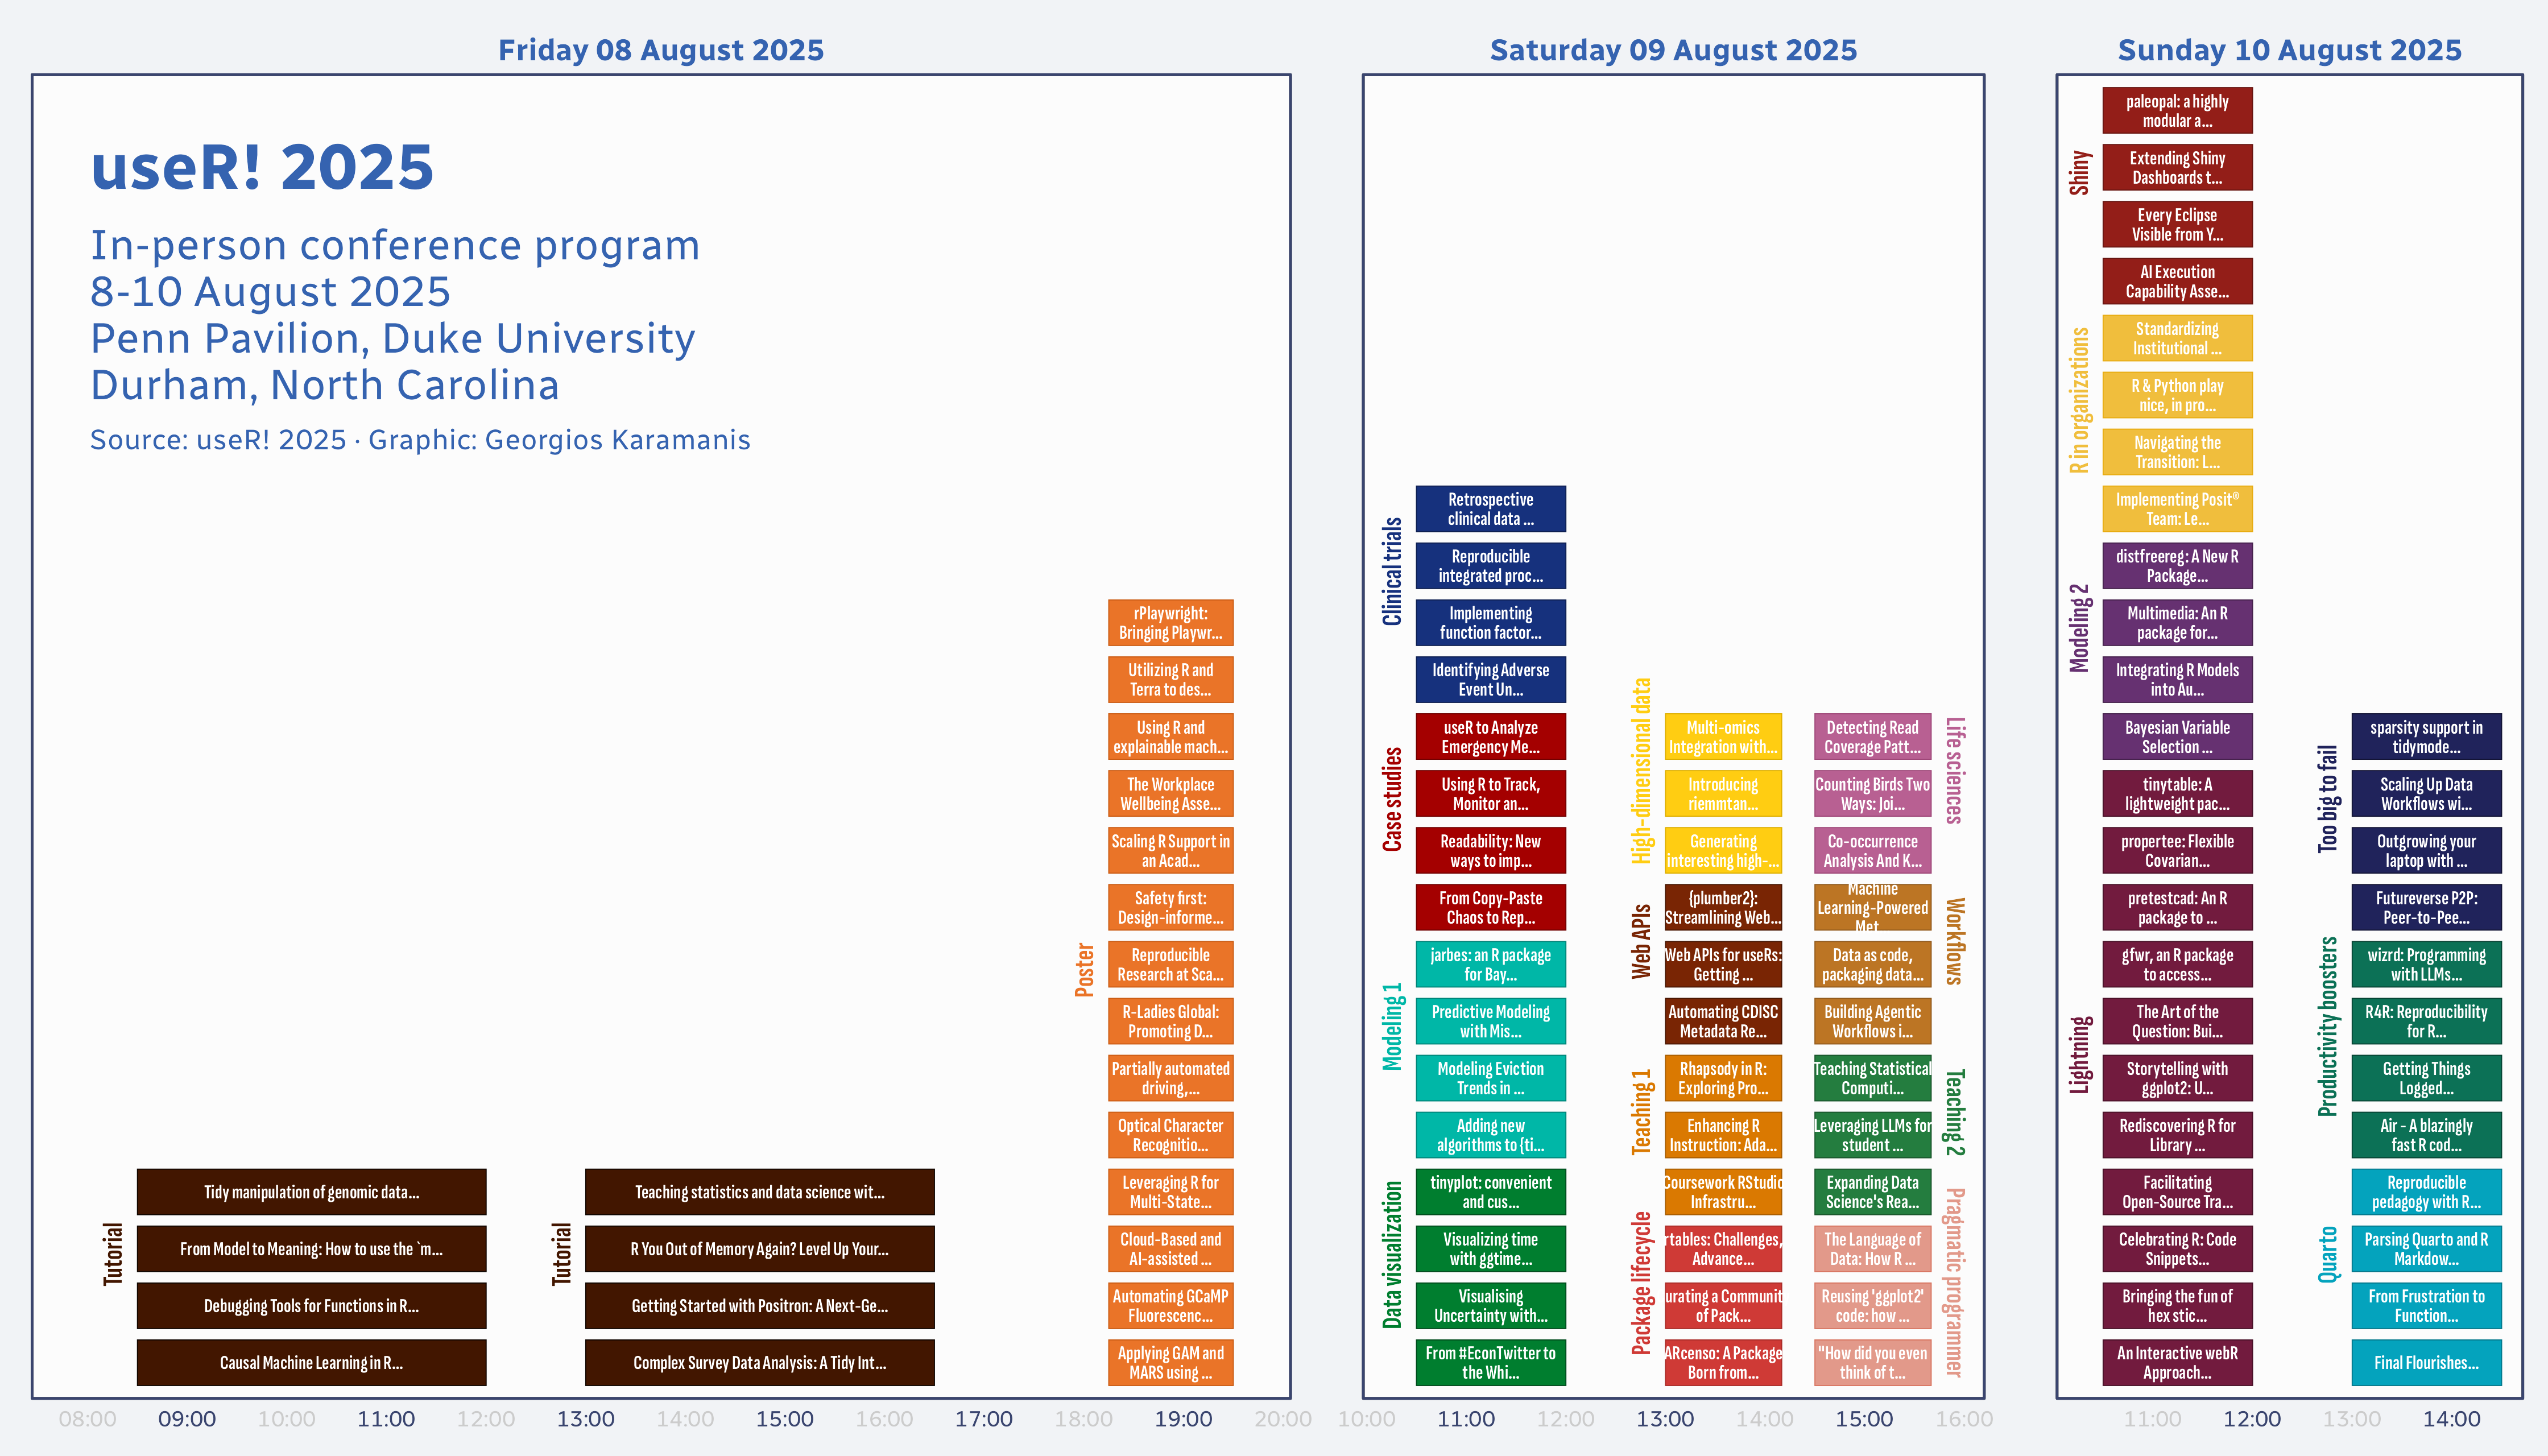 Friday 08 August 2025
useR! 2025
In-person conference program
8-10 August 2025
Penn Pavilion, Duke University
Durham, North Carolina
Source: useR! 2025 · Graphic: Georgios Karamanis
Tutorial
Tidy manipulation of genomic data...
From Model to Meaning: How to use the `m...
Debugging Tools for Functions in R...
Causal Machine Learning in R...
Tutorial
Teaching statistics and data science wit...
R You Out of Memory Again? Level Up Your...
Getting Started with Positron: A Next-Ge...
Complex Survey Data Analysis: A Tidy Int...
Poster
rPlaywright:
Bringing Playwr...
Utilizing R and
Terra to des...
Using R and
explainable mach...
The Workplace
Wellbeing Asse...
Scaling R Support in
an Acad...
Safety first:
Design-informe...
Reproducible
Research at Sca...
R-Ladies Global:
Promoting D...
Partially automated
driving,...
Optical Character
Recognitio...
Leveraging R for
Multi-State...
Cloud-Based and
AI-assisted ...
Automating GCaMP
Fluorescenc...
Applying GAM and
MARS using ...
08:00 09:00 10:00 11:00 12:00 13:00 14:00 15:00 16:00 17:00 18:00 19:00 20:00
Saturday 09 August 2025
Clinical trials
Retrospective
clinical data ...
Reproducible
integrated proc...
Implementing
function factor...
Identifying Adverse
Event Un...
Case studies
useR to Analyze
Emergency Me...
Using R to Track,
Monitor an...
Readability: New
ways to imp...
From Copy-Paste
Chaos to Rep...
Modeling 1
jarbes: an R package
for Bay...
Predictive Modeling
with Mis...
Modeling Eviction
Trends in ...
Adding new
algorithms to {ti...
Data visualization
tinyplot: convenient
and cus...
Visualizing time
with ggtime...
Visualising
Uncertainty with...
From #EconTwitter to
the Whi...
High-dimensional data
Multi-omics
Integration with...
Introducing
riemmtan...
Generating
interesting high-...
Web APIs
{plumber2}:
Streamlining Web...
Web APIs for useRs:
Getting ...
Automating CDISC
Metadata Re...
Teaching 1
Rhapsody in R:
Exploring Pro...
Enhancing R
Instruction: Ada...
Coursework RStudio
Infrastru...
Package lifecycle
rtables: Challenges,
Advance...
urating a Communit
of Pack...
ARcenso: A Package
Born from...
Life sciences
Detecting Read
Coverage Patt...
Counting Birds Two
Ways: Joi...
Co-occurrence
Analysis And K...
Workflows
Machine
Learning-Powered
Met...
Data as code,
packaging data...
Building Agentic
Workflows i...
Teaching 2
Teaching Statistical
Computi...
Leveraging LLMs for
student ...
Expanding Data
Science's Rea...
Pragmatic programmer
The Language of
Data: How R ...
Reusing 'ggplot2'
code: how ...
"How did you even
think of t...
10:00 11:00 12:00 13:00 14:00 15:00 16:00
Sunday 10 August 2025
Shiny
paleopal: a highly
modular a...
Extending Shiny
Dashboards t...
Every Eclipse
Visible from Y...
AI Execution
Capability Asse...
R in organizations
Standardizing
Institutional ...
R & Python play
nice, in pro...
Navigating the
Transition: L...
Implementing Posit®
Team: Le...
Modeling 2
distfreereg: A New R
Package...
Multimedia: An R
package for...
Integrating R Models
into Au...
Bayesian Variable
Selection ...
Lightning
tinytable: A
lightweight pac...
propertee: Flexible
Covarian...
pretestcad: An R
package to ...
gfwr, an R package
to access...
The Art of the
Question: Bui...
Storytelling with
ggplot2: U...
Rediscovering R for
Library ...
Facilitating
Open-Source Tra...
Celebrating R: Code
Snippets...
Bringing the fun of
hex stic...
An Interactive webR
Approach...
Too big to fail
sparsity support in
tidymode...
Scaling Up Data
Workflows wi...
Outgrowing your
laptop with ...
Futureverse P2P:
Peer-to-Pee...
Productivity boosters
wizrd: Programming
with LLMs...
R4R: Reproducibility
for R...
Getting Things
Logged...
Air - A blazingly
fast R cod...
Quarto
Reproducible
pedagogy with R...
Parsing Quarto and R
Markdow...
From Frustration to
Function...
Final Flourishes...
11:00 12:00 13:00 14:00